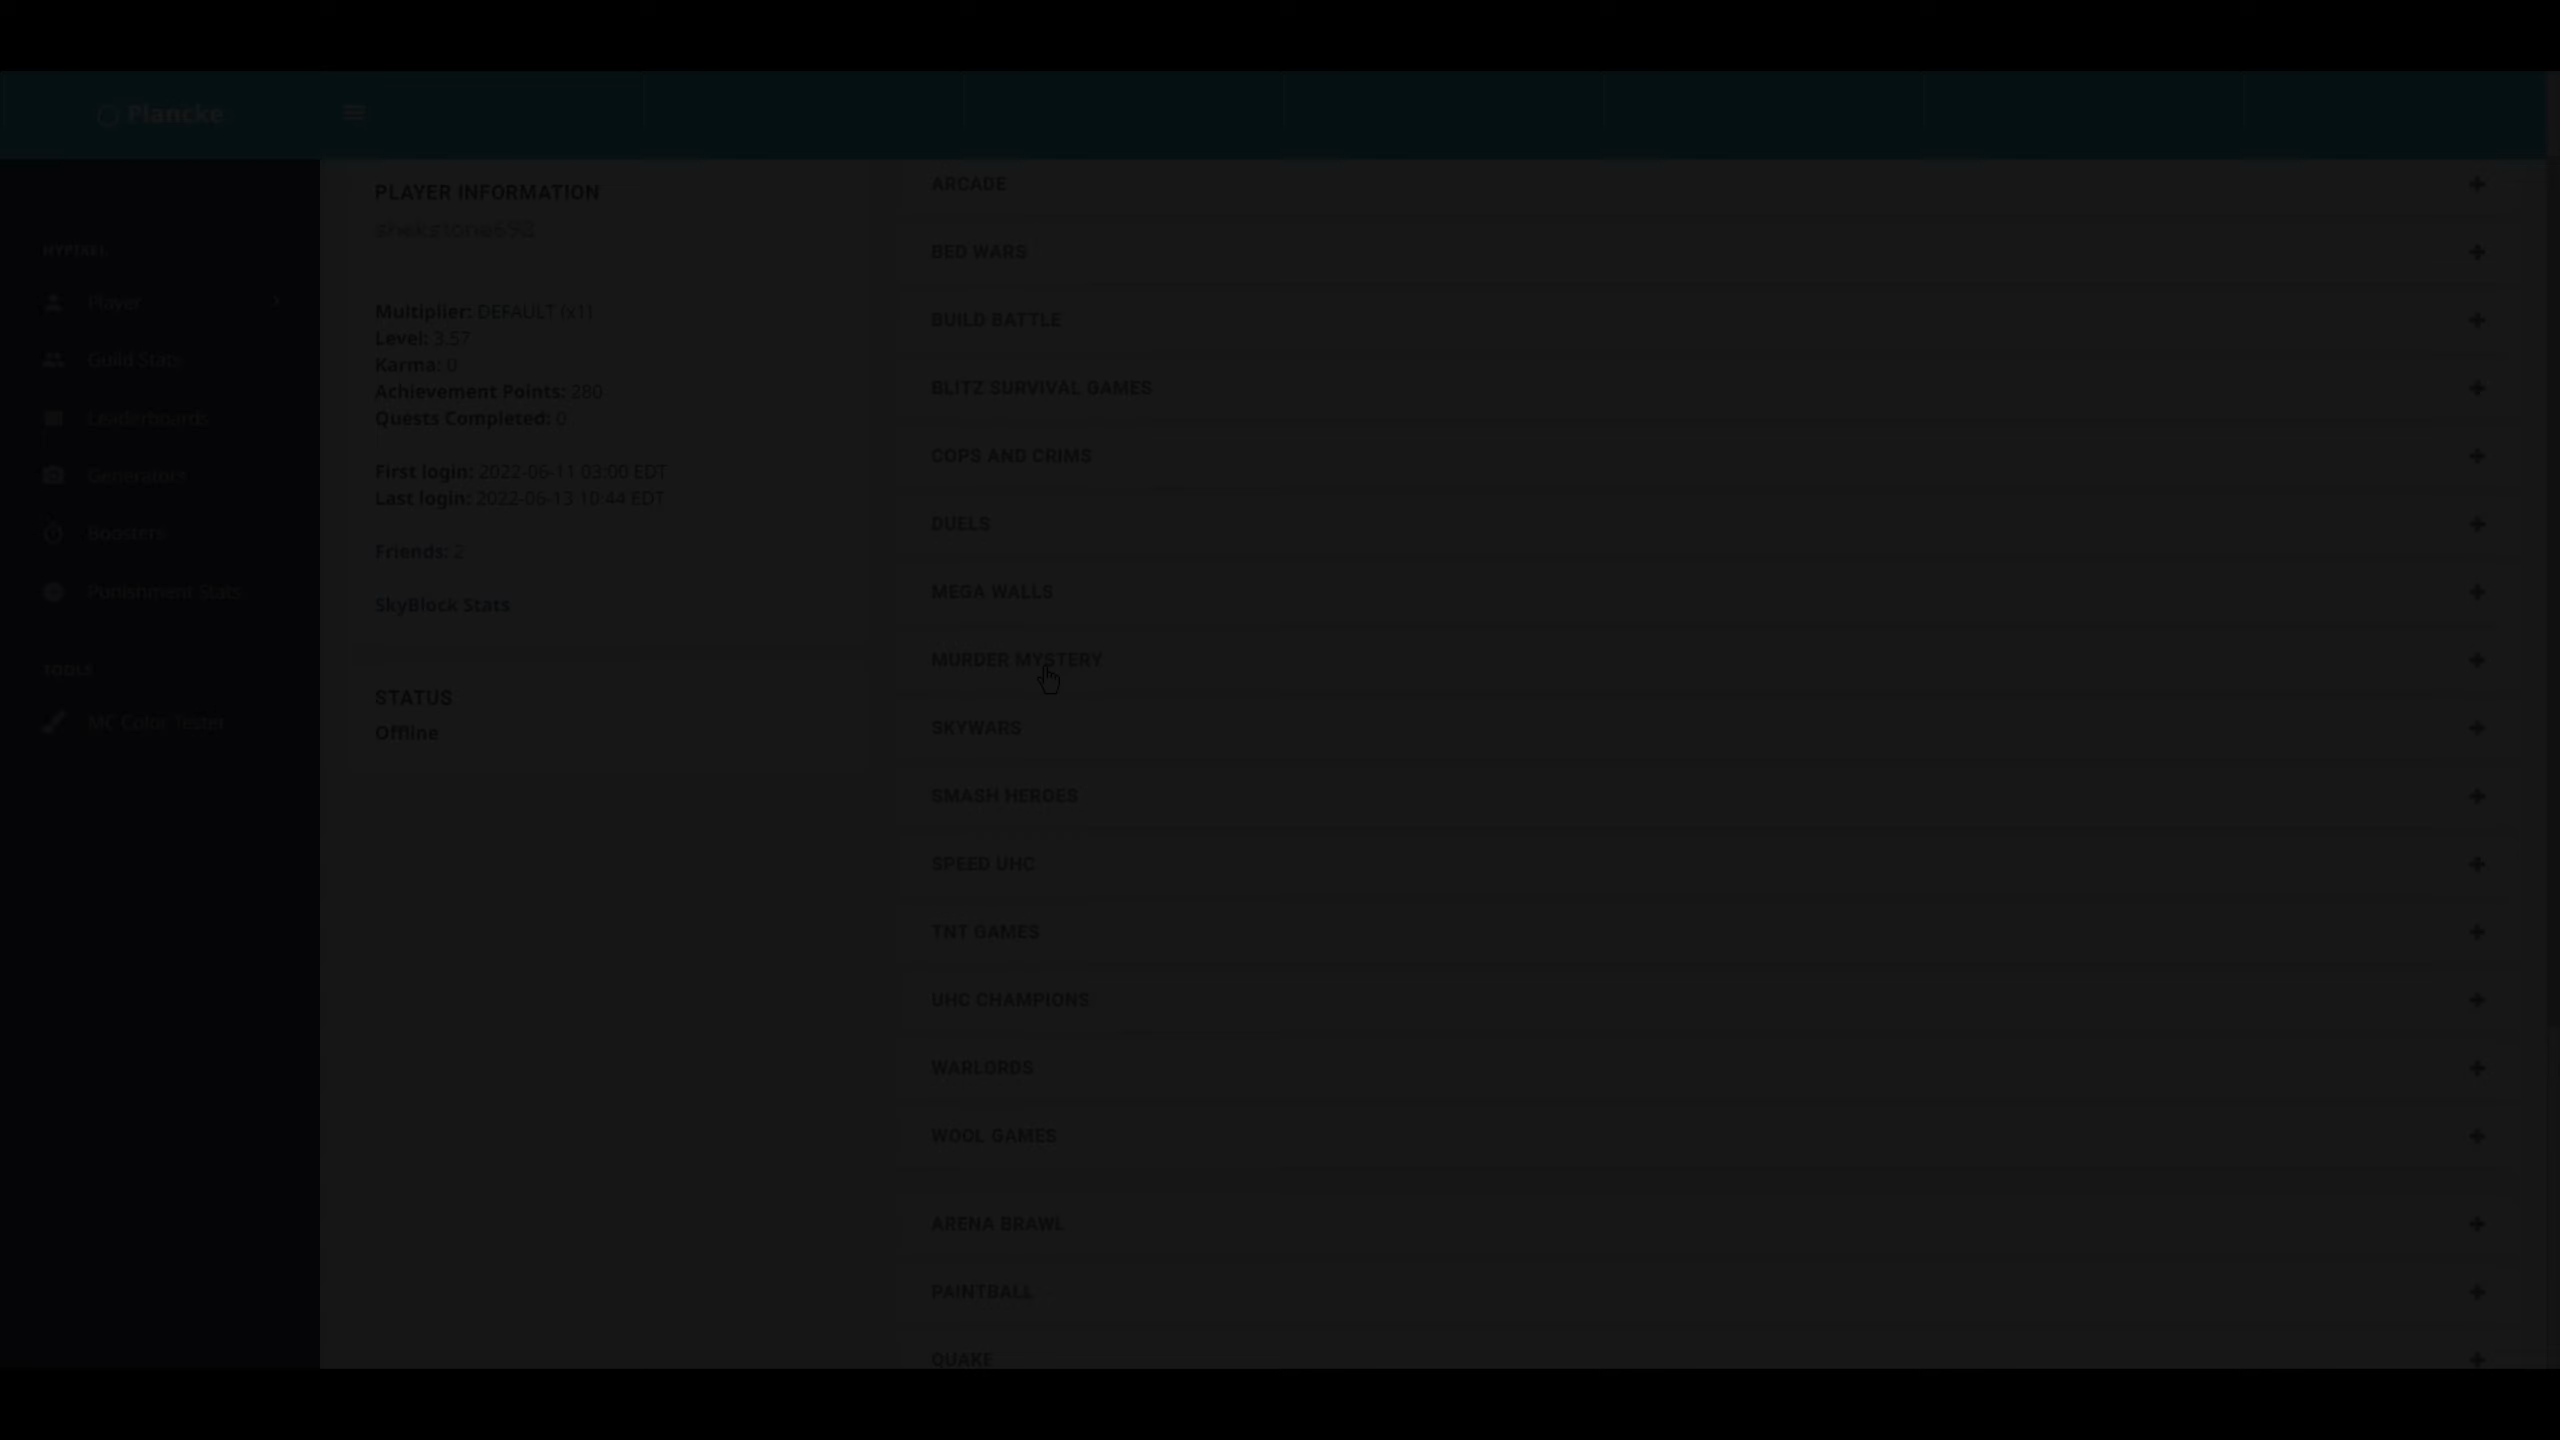 Plancke
HYPIXEL
Player
Guild Stats
Leaderboards
Generators
Boosters
Punishment Stats
TOOLS
MC Color Tester
PLAYER INFORMATION
shekstone698
Multiplier: DEFAULT (x1)
Level: 3.57
Karma: 0
Achievement Points: 280
Quests Completed: 0
First login: 2022-06-11 03:00 EDT
Last login: 2022-06-13 10:44 EDT
Friends: 2
SkyBlock Stats
STATUS
Offline
ARCADE
BED WARS
BUILD BATTLE
BLITZ SURVIVAL GAMES
COPS AND CRIMS
DUELS
MEGA WALLS
MURDER MYSTERY
SKYWARS
SMASH HEROES
SPEED UHC
TNT GAMES
UHC CHAMPIONS
WARLORDS
WOOL GAMES
ARENA BRAWL
PAINTBALL
QUAKE